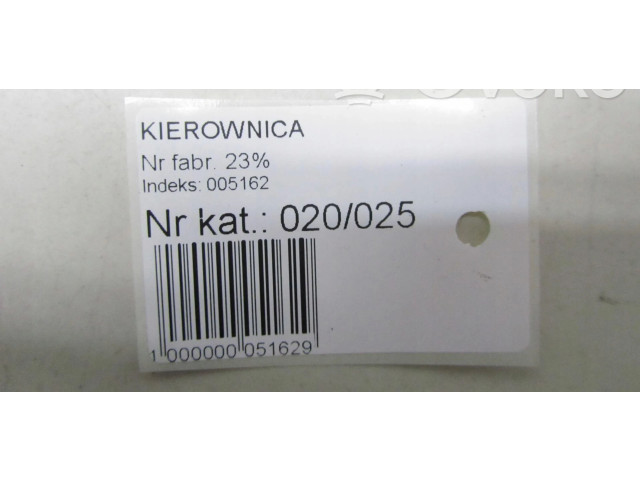 KIEROWNICA
Nr fabr. 23%
Indeks: 005162
Nr kat.: 020/025
1 000000 051629